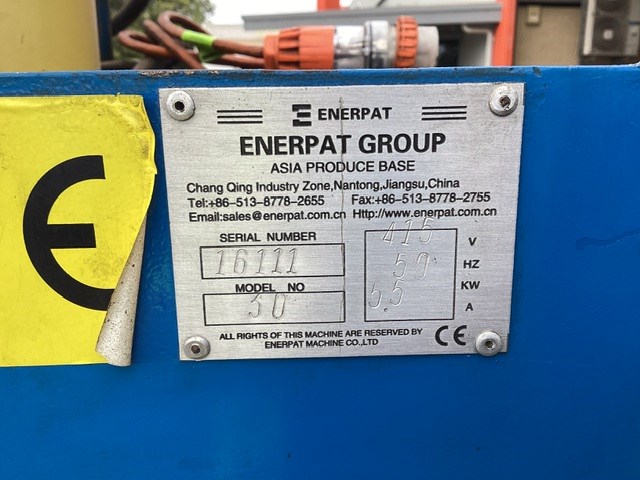 ENERPAT
ENERPAT GROUP
ASIA PRODUCE BASE
Chang Qing Industry Zone,Nantong,Jiangsu,China
Tel:+86-513-8778-2655 Fax:+86-513-8778-2755
Email:sales@enerpat.com.cn Http://www.enerpat.com.cn
SERIAL NUMBER
16111
MODEL NO
30
415 V
50 HZ
5.5 KW
A
ALL RIGHTS OF THIS MACHINE ARE RESERVED BY
ENERPAT MACHINE CO.,LTD
CE
E